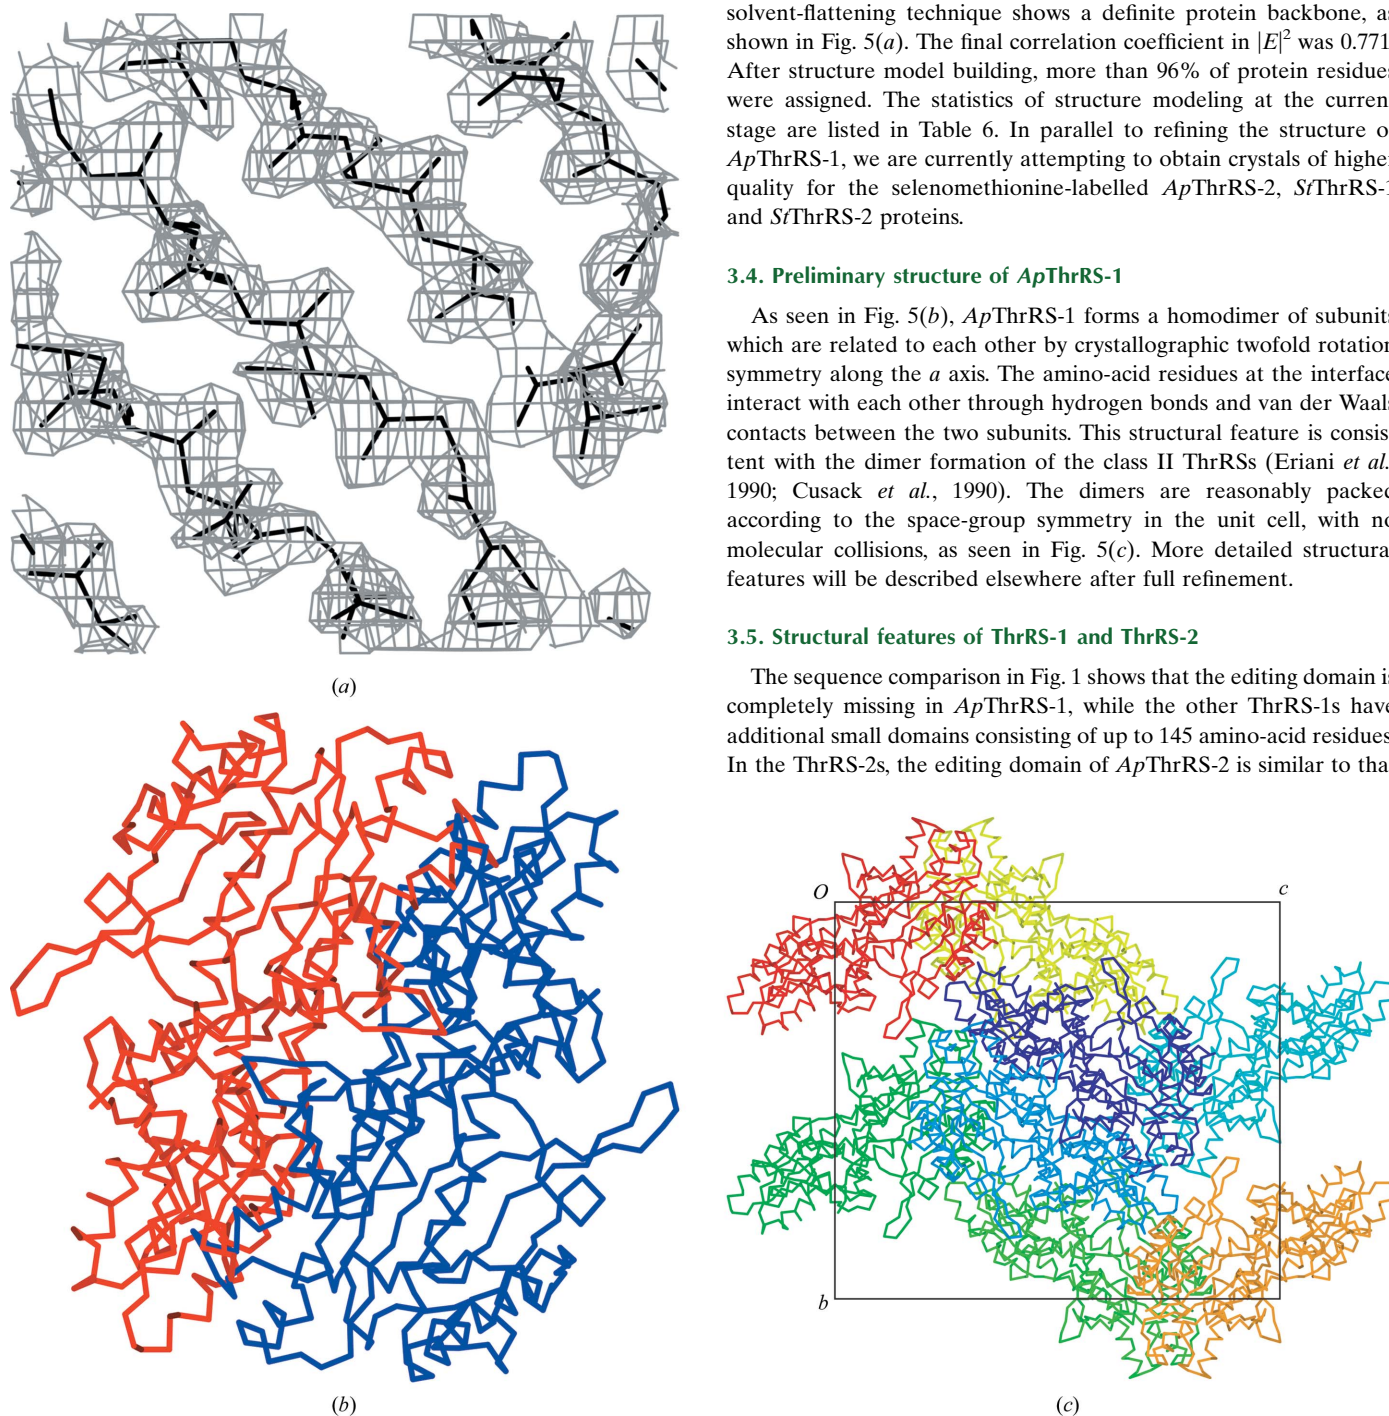 solvent-flattening technique shows a definite protein backbone, as
shown in Fig. 5(a). The final correlation coefficient in |E|² was 0.771
After structure model building, more than 96% of protein residues
were assigned. The statistics of structure modeling at the curren
stage are listed in Table 6. In parallel to refining the structure o
ApThrRS-1, we are currently attempting to obtain crystals of higher
quality for the selenomethionine-labelled ApThrRS-2, StThrRS-1
and StThrRS-2 proteins.
3.4. Preliminary structure of ApThrRS-1
As seen in Fig. 5(b), ApThrRS-1 forms a homodimer of subunits
which are related to each other by crystallographic twofold rotation
symmetry along the a axis. The amino-acid residues at the interface
interact with each other through hydrogen bonds and van der Waals
contacts between the two subunits. This structural feature is consis
tent with the dimer formation of the class II ThrRSs (Eriani et al.
1990; Cusack et al., 1990). The dimers are reasonably packed
according to the space-group symmetry in the unit cell, with no
molecular collisions, as seen in Fig. 5(c). More detailed structura
features will be described elsewhere after full refinement.
3.5. Structural features of ThrRS-1 and ThrRS-2
The sequence comparison in Fig. 1 shows that the editing domain is
completely missing in ApThrRS-1, while the other ThrRS-1s have
additional small domains consisting of up to 145 amino-acid residues
In the ThrRS-2s, the editing domain of ApThrRS-2 is similar to tha
(a)
(b)
O
c
b
(c)